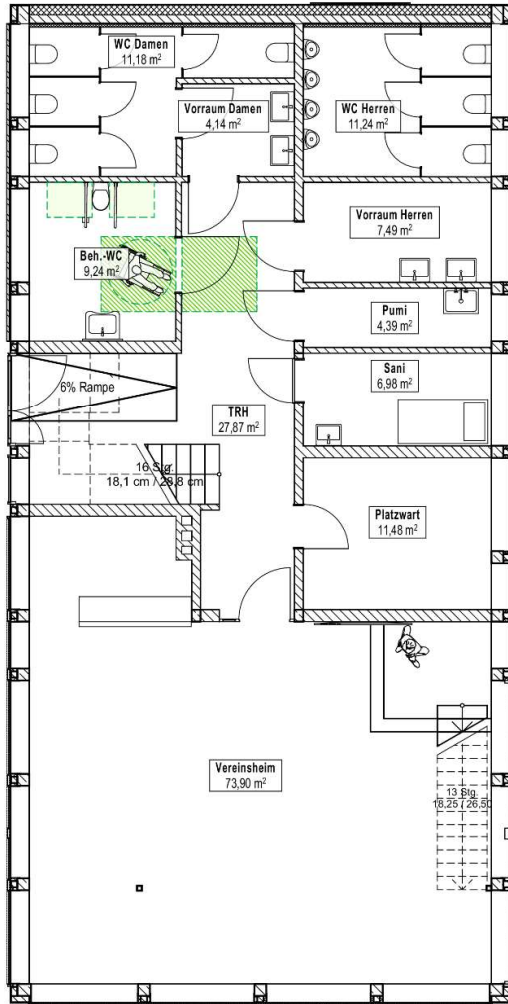 WC Damen
11,18 m²
Vorraum Damen
4,14 m²
WC Herren
11,24 m²
Vorraum Herren
7,49 m²
Beh.-WC
9,24 m²
Pumi
4,39 m²
Sani
6,98 m²
6% Rampe
TRH
27,87 m²
16 Stg.
18,1 cm / 28,8 cm
Platzwart
11,48 m²
Vereinsheim
73,90 m²
13 Stg.
18,25 / 26,50